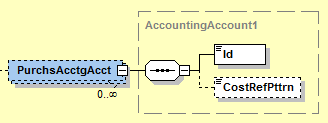 AccountingAccount1
Id
PurchsAcctgAcct
0..∞
CostRefPttrn